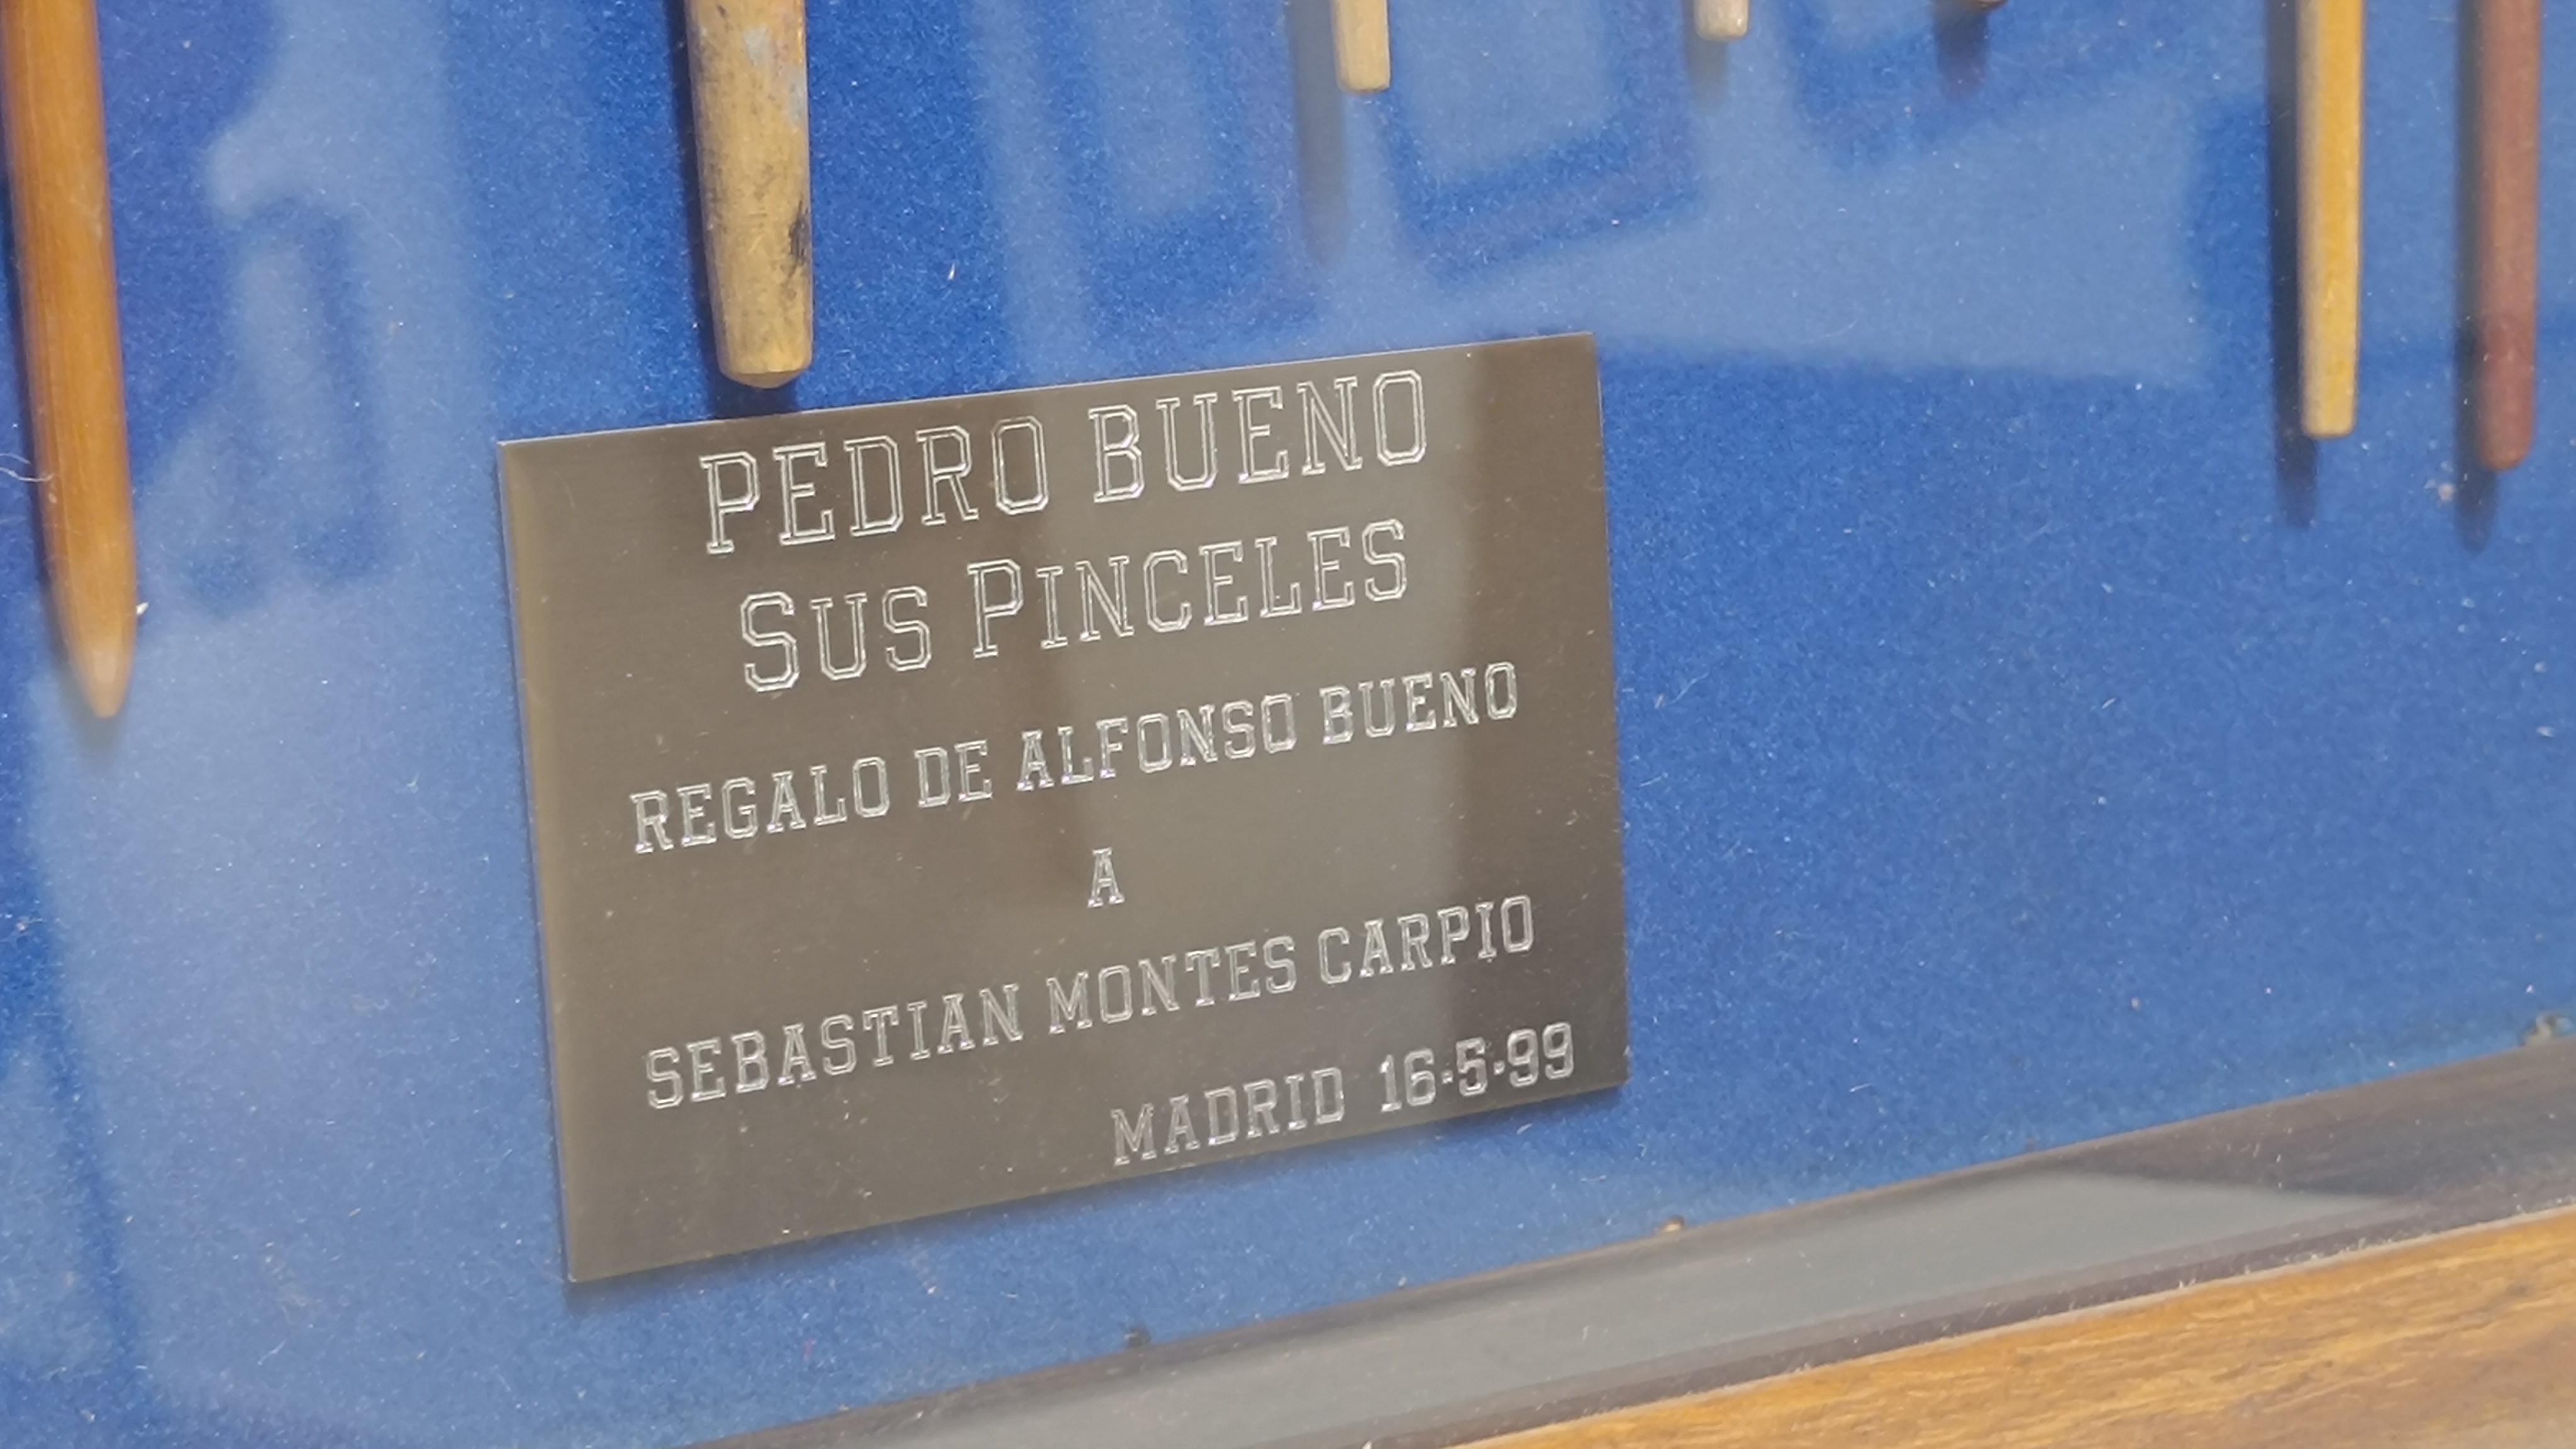 PEDRO BUENO
SUS PINCELES
REGALO DE ALFONSO BUENO
A
SEBASTIAN MONTES CARPIO
MADRID 16-5-99